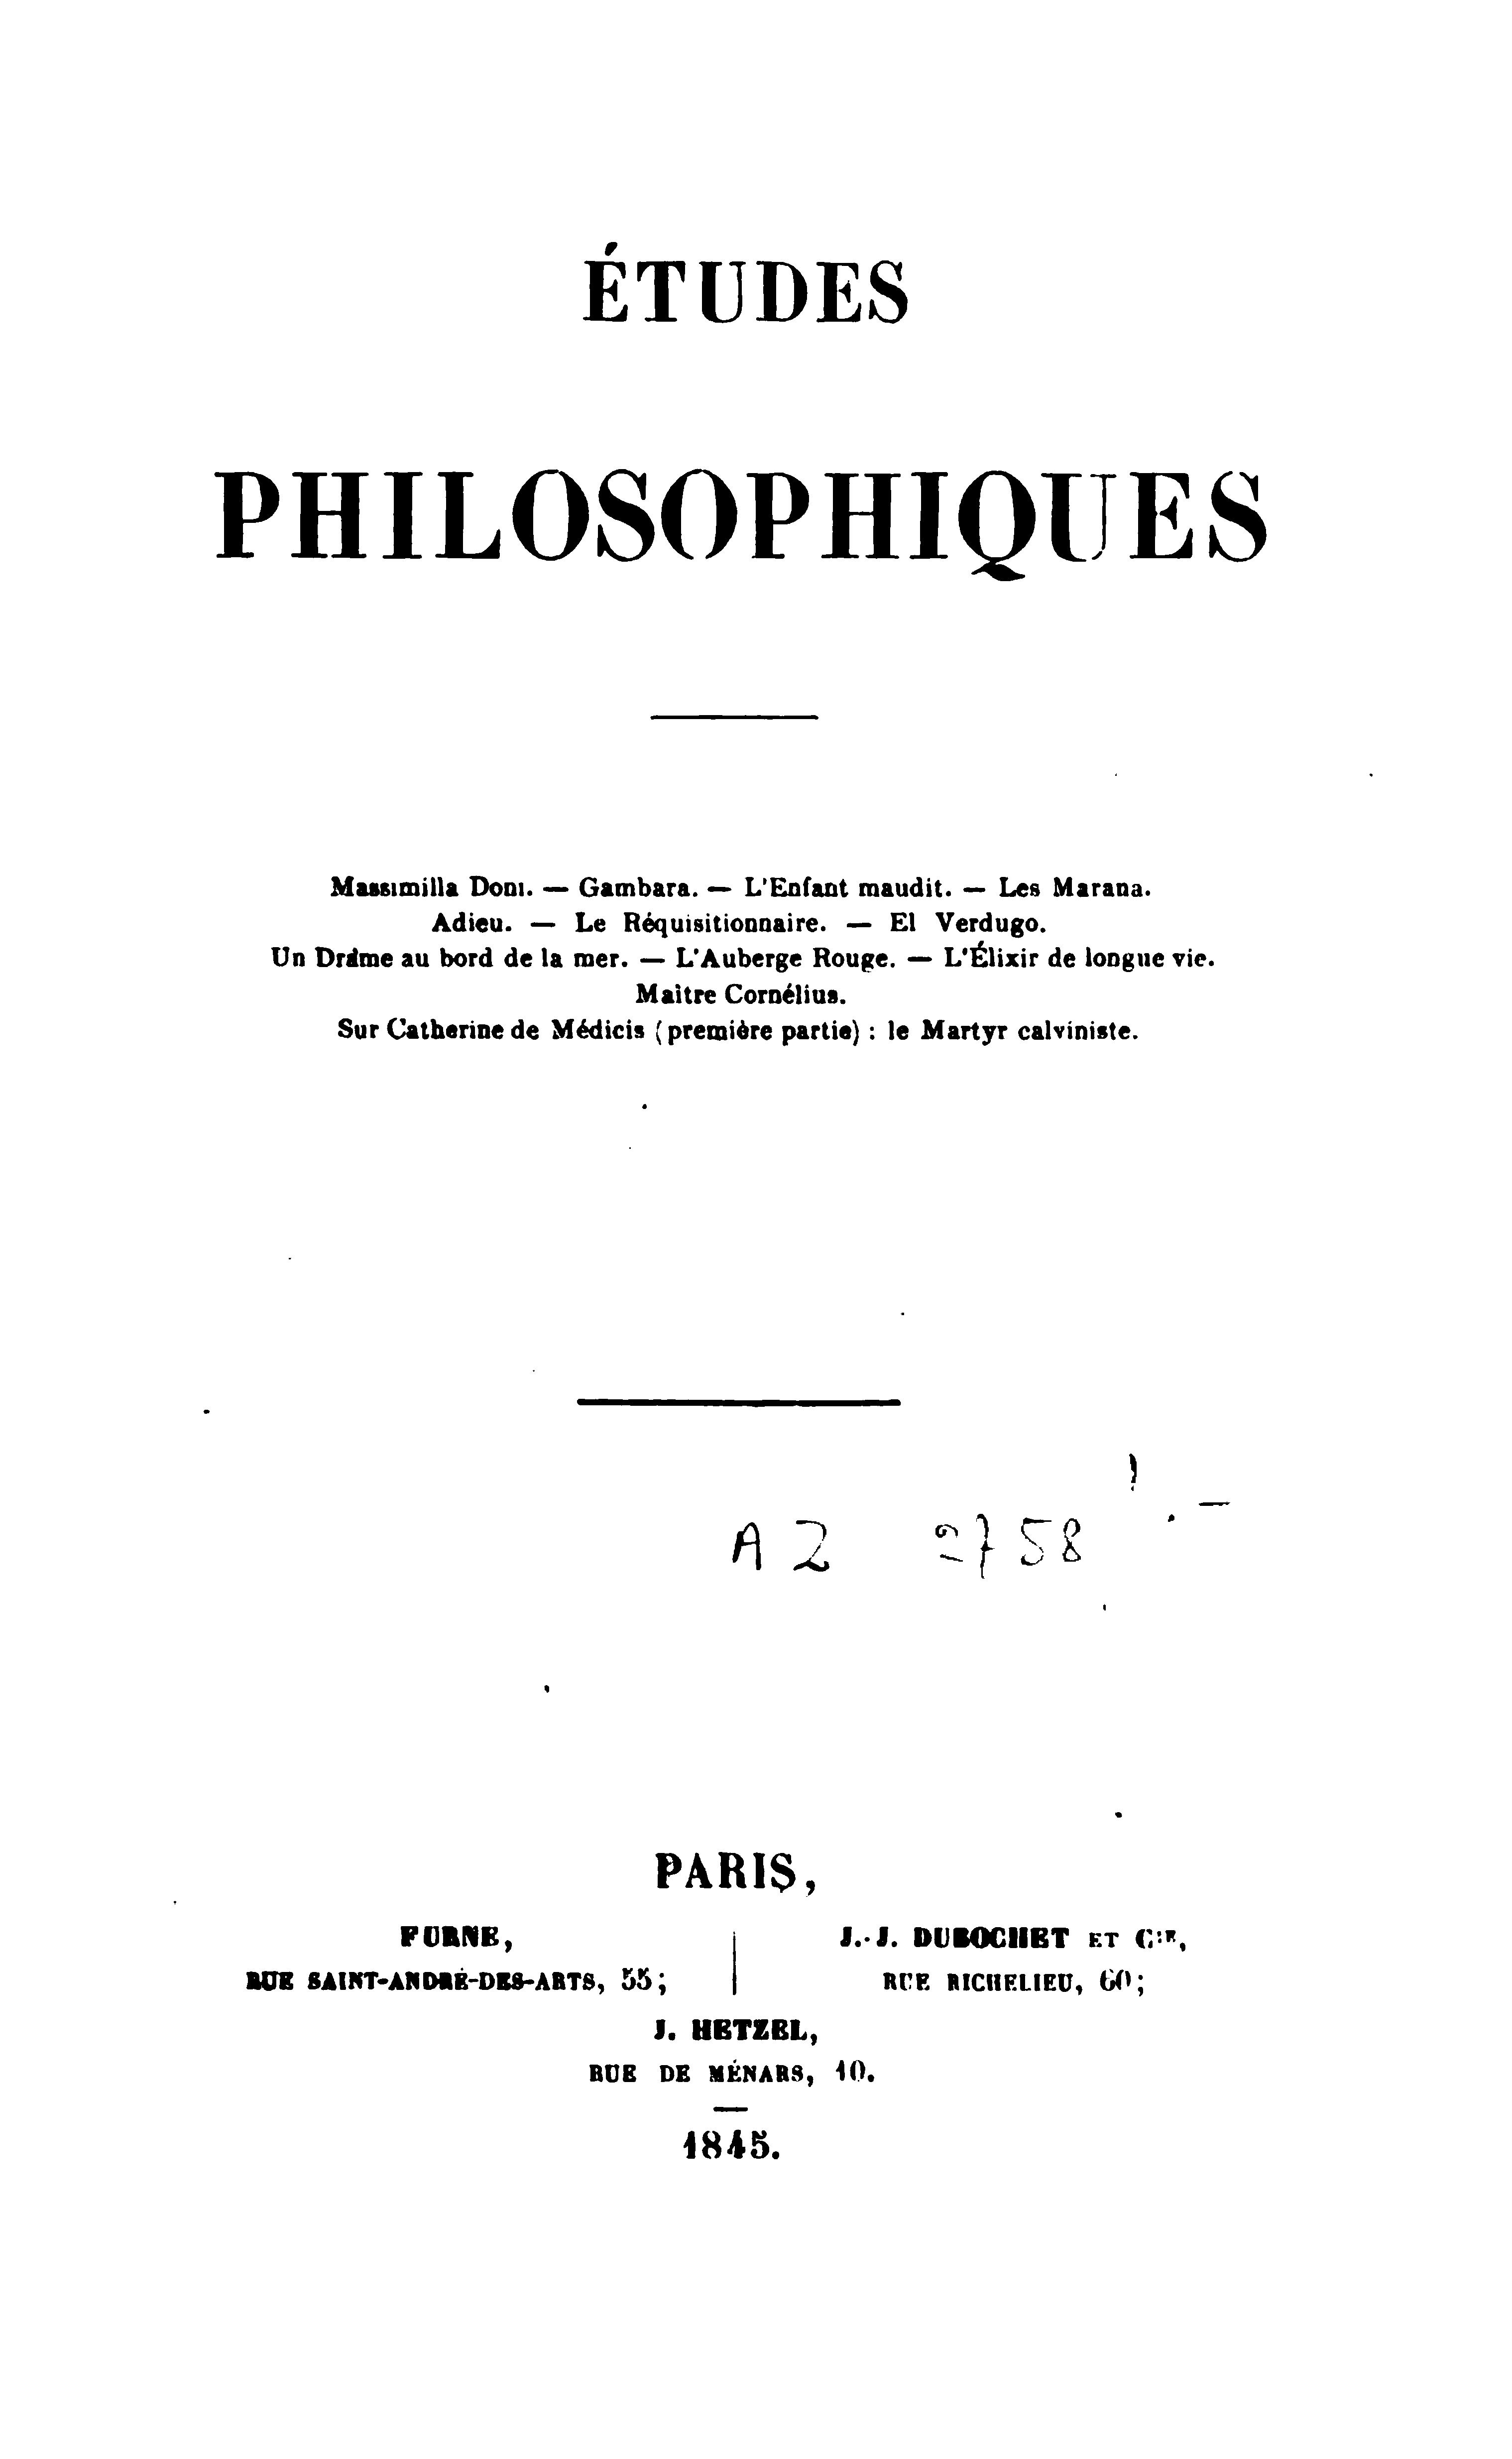 ÉTUDES
PHILOSOPHIQUES
Massimilla Doni. — Gambara. — L'Enfant maudit. — Les Marana.
Adieu. — Le Réquisitionnaire. — El Verdugo.
Un Drame au bord de la mer. — L'Auberge Rouge. — L'Élixir de longue vie.
Maître Cornélius.
Sur Catherine de Médicis (première partie) : le Martyr calviniste.
A Z 2758
PARIS,
FURNE,
RUE SAINT-ANDRÉ-DES-ARTS, 55;
J.-J. DUBOCHET ET Cie,
RUE RICHELIEU, 60;
J. HETZEL,
RUE DE MÉNARS, 10.
1845.